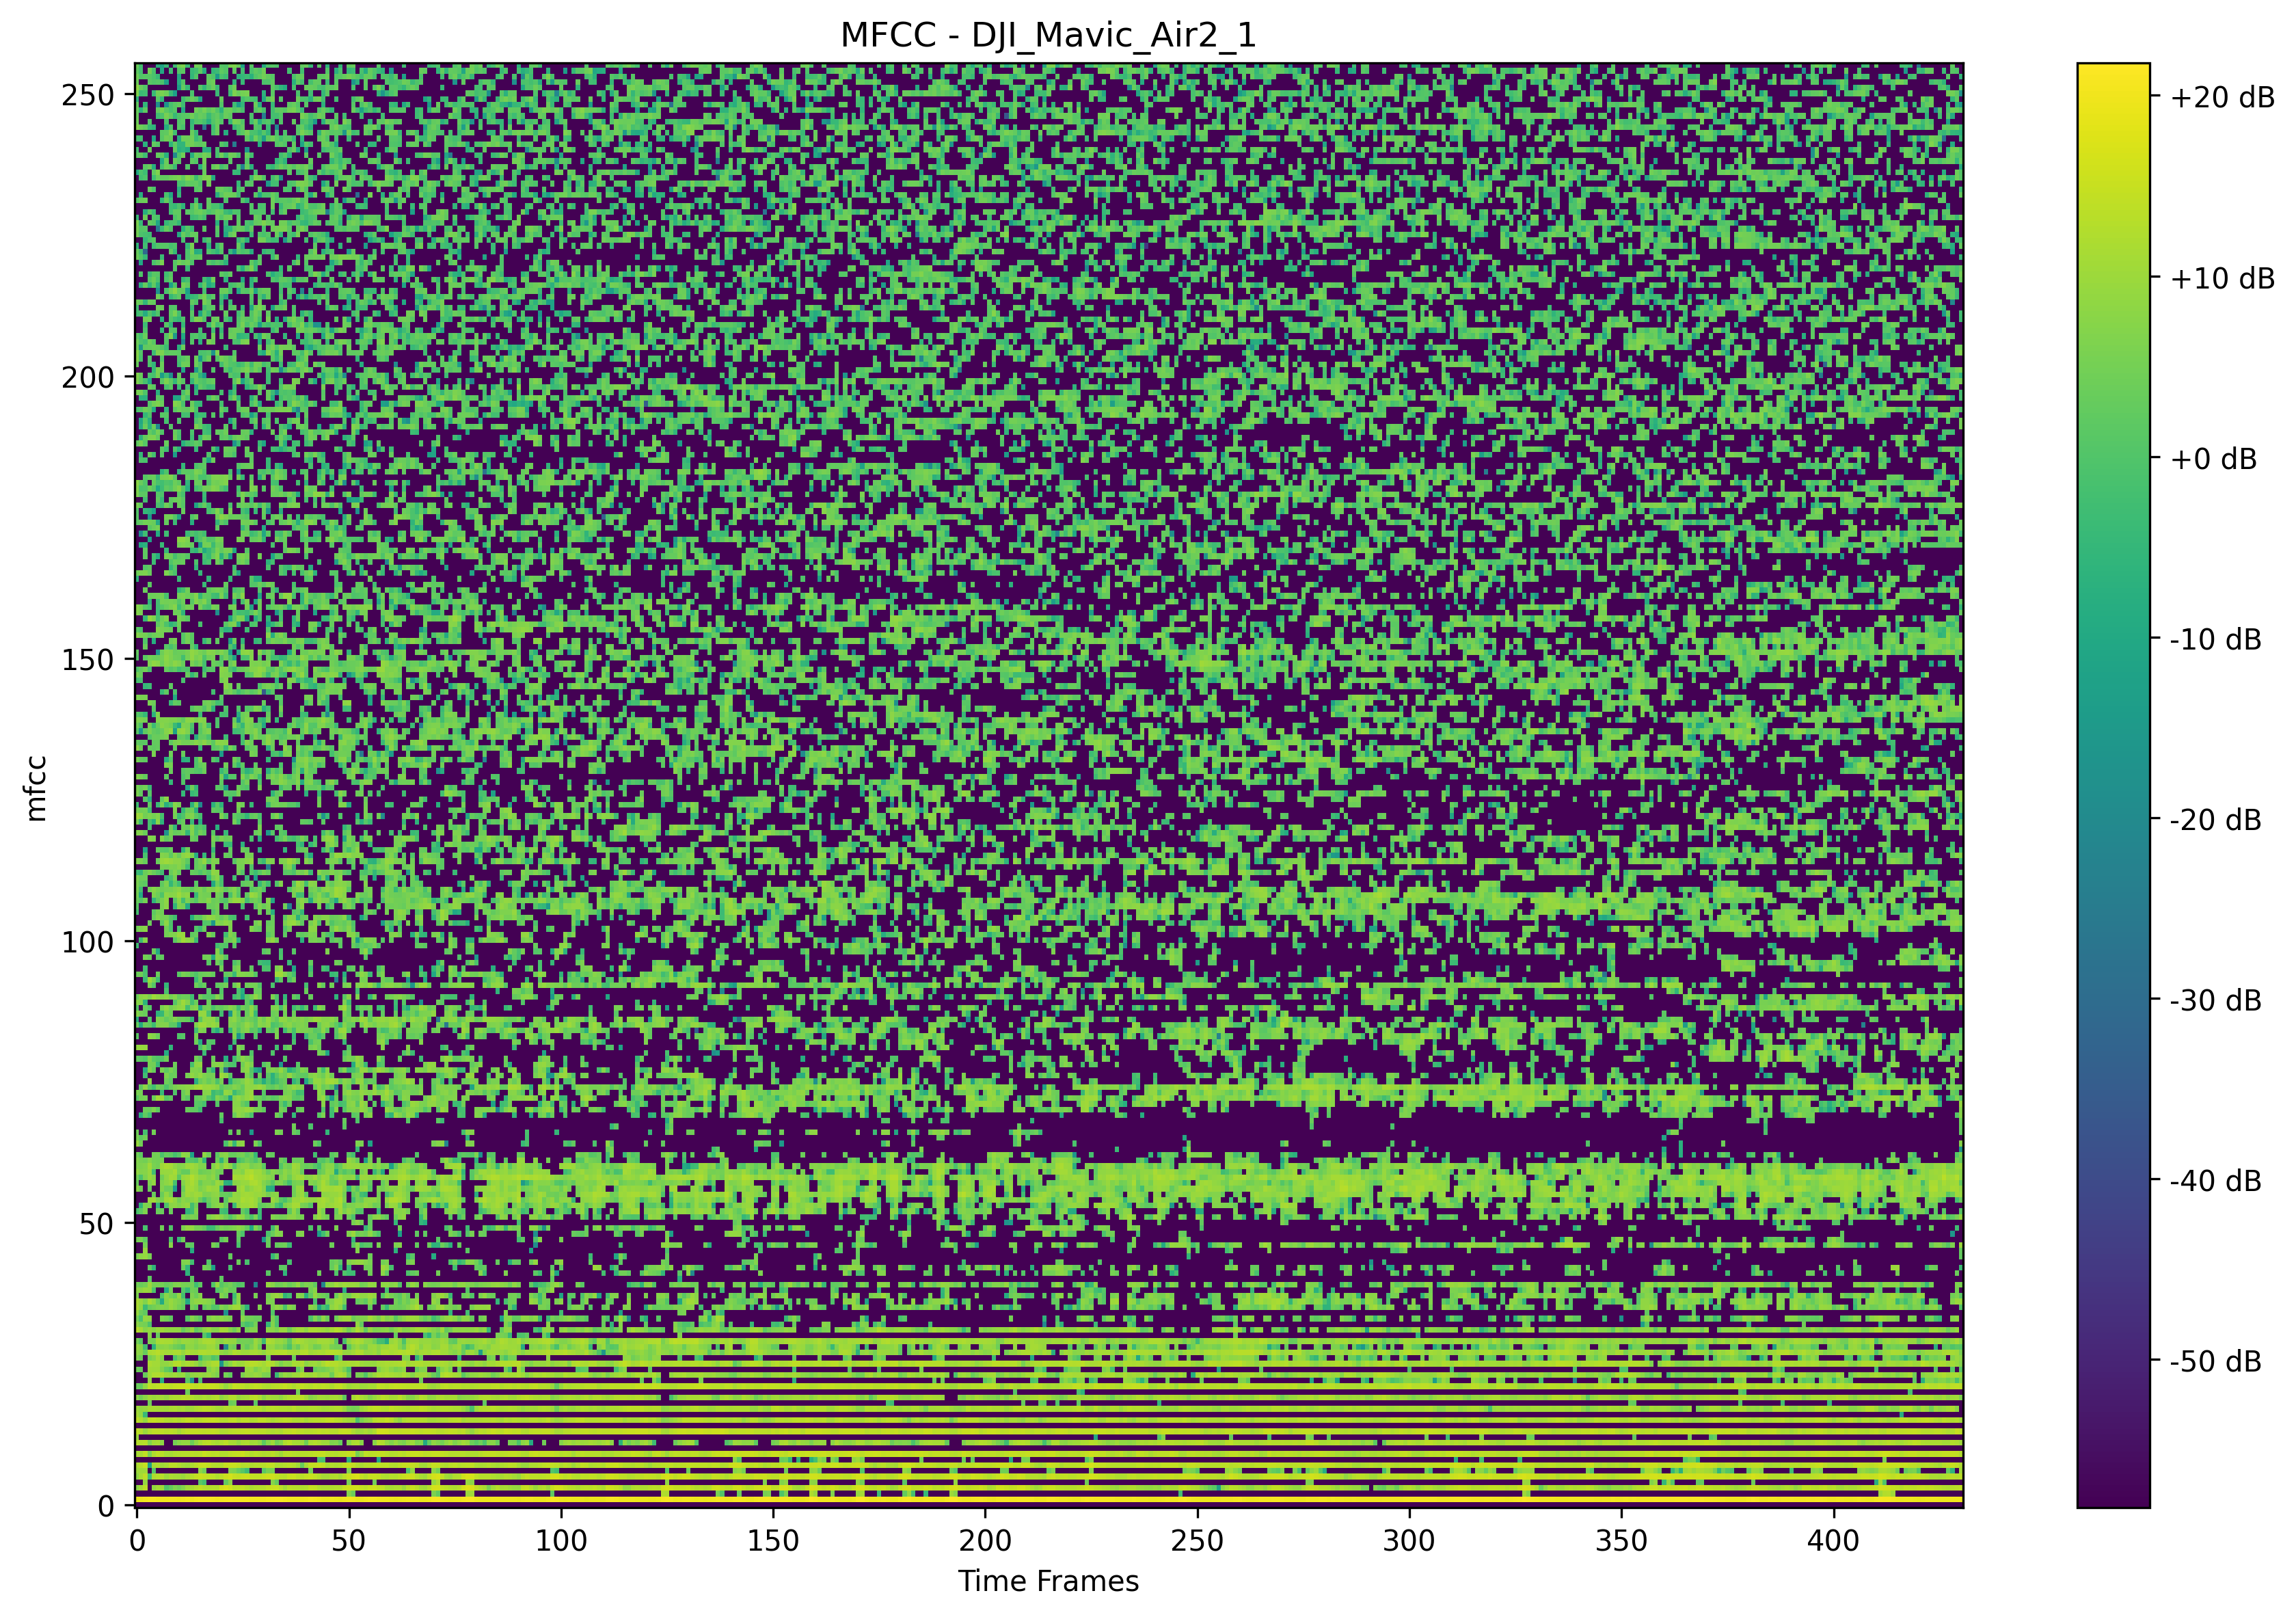 MFCC - DJI_Mavic_Air2_1
mfcc
250
200
150
100
50
0
0 50 100 150 200 250 300 350 400
Time Frames
+20 dB
+10 dB
+0 dB
-10 dB
-20 dB
-30 dB
-40 dB
-50 dB